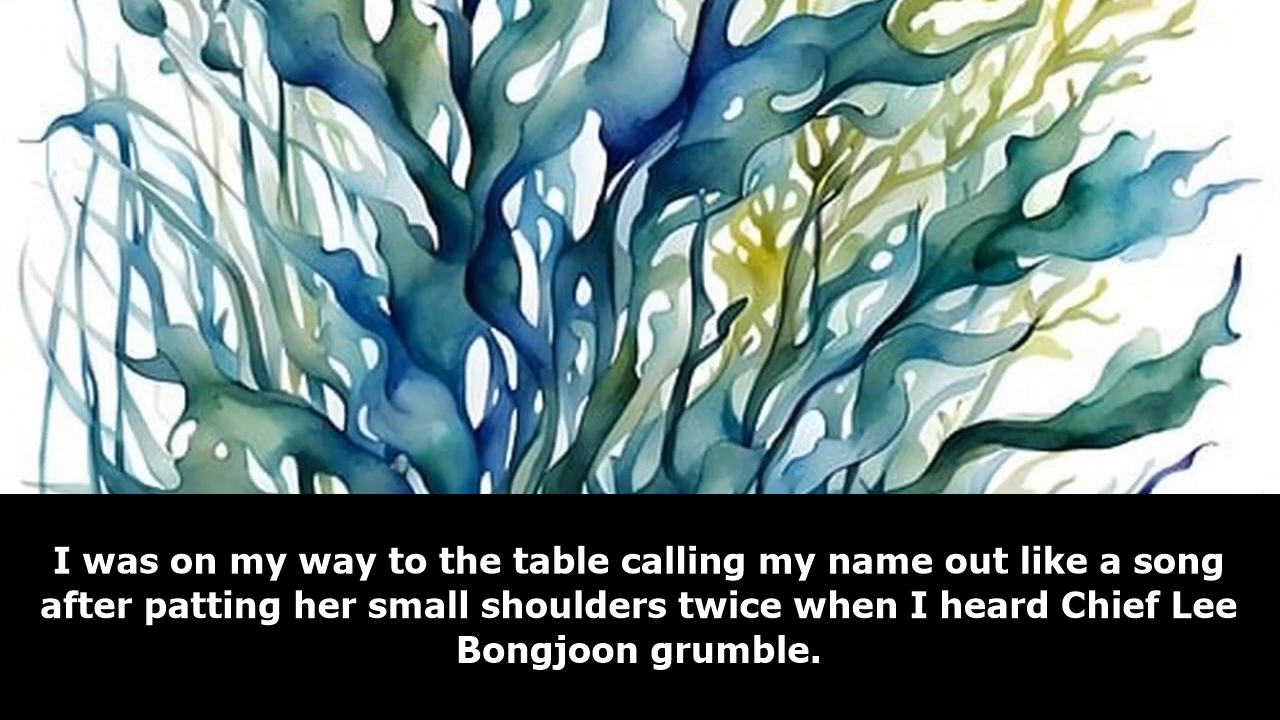 I was on my way to the table calling my name out like a song
after patting her small shoulders twice when I heard Chief Lee
Bongjoon grumble.